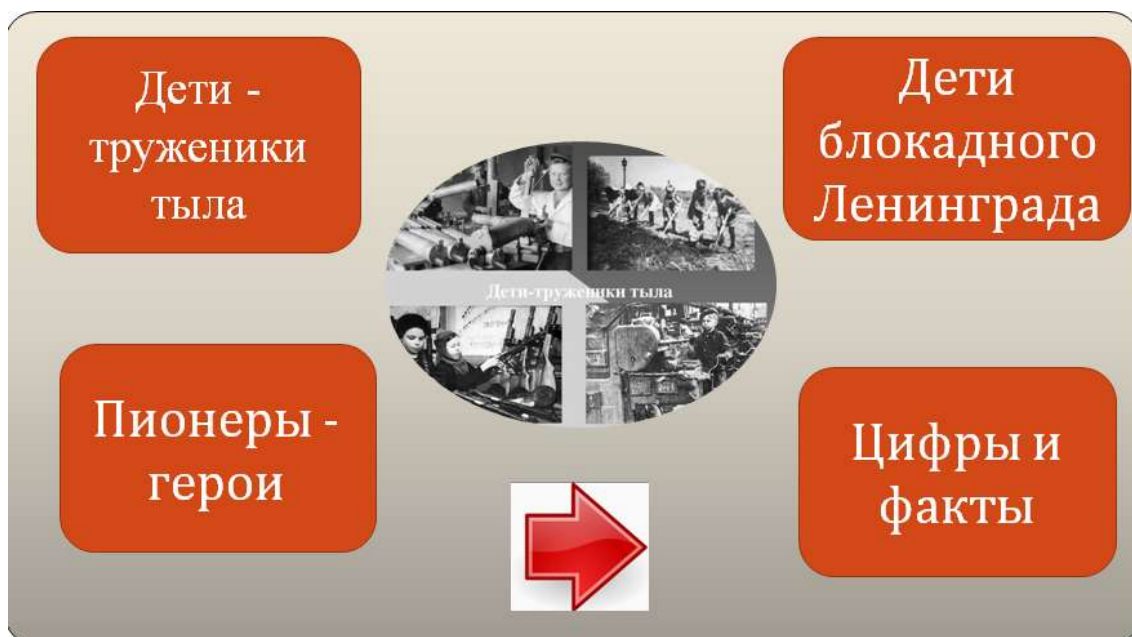 Дети -
труженики
тыла
Дети
блокадного
Ленинграда
Дети-труженики тыла
Пионеры -
герои
Цифры и
факты